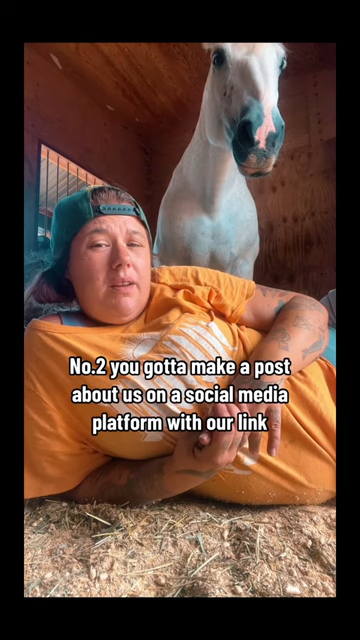 No.2 you gotta make a post
about us on a social media
platform with our link